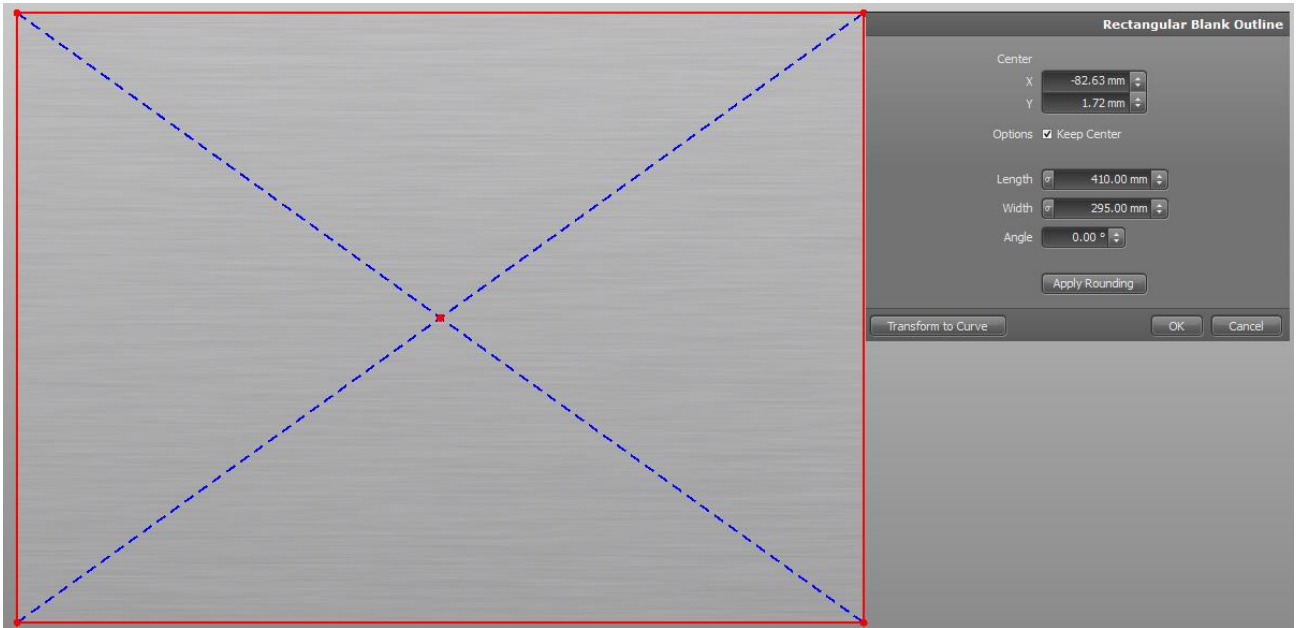 Rectangular Blank Outline
Center
X -82.63 mm
Y 1.72 mm
Options Keep Center
Length σ 410.00 mm
Width σ 295.00 mm
Angle 0.00 °
Apply Rounding
Transform to Curve OK Cancel